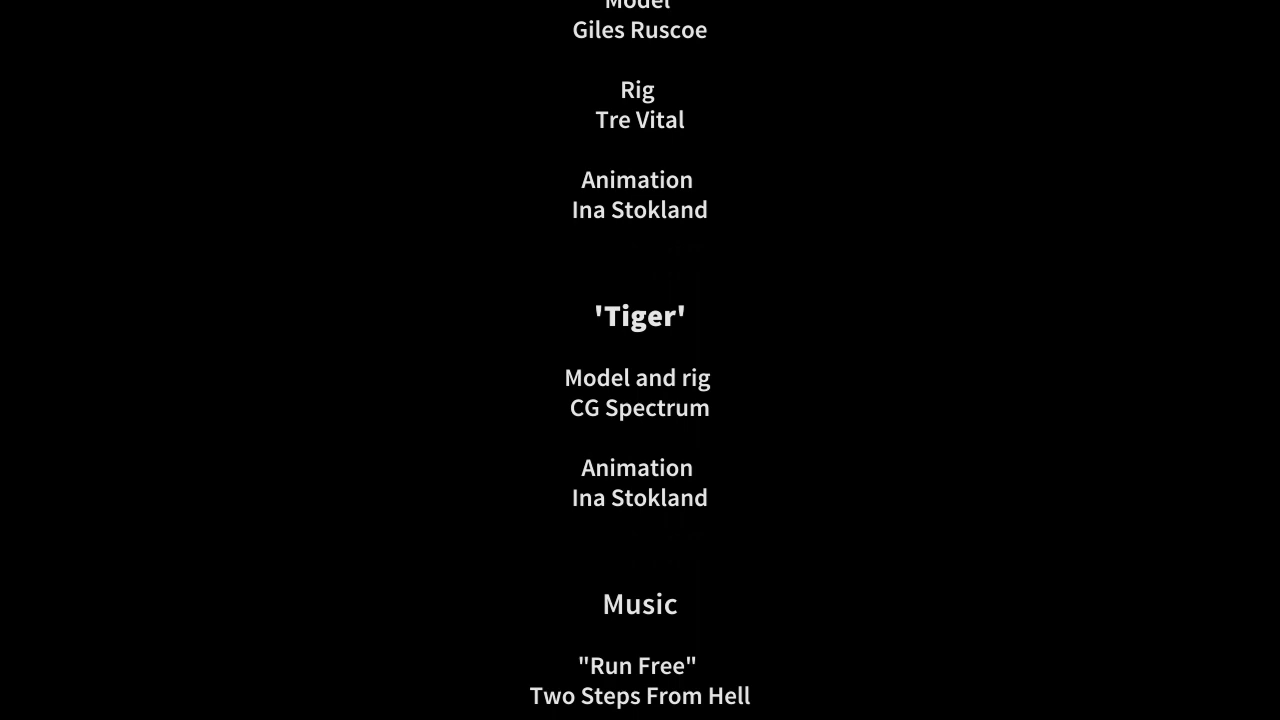 Model
Giles Ruscoe
Rig
Tre Vital
Animation
Ina Stokland
'Tiger'
Model and rig
CG Spectrum
Animation
Ina Stokland
Music
"Run Free"
Two Steps From Hell